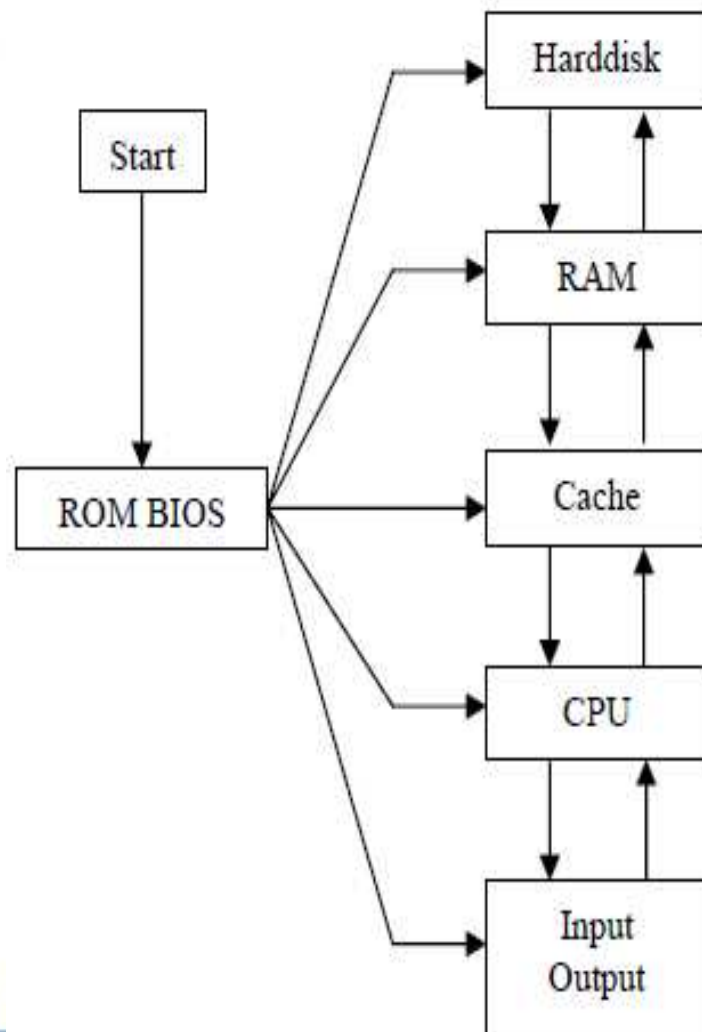 Start
ROM BIOS
Harddisk
RAM
Cache
CPU
Input
Output